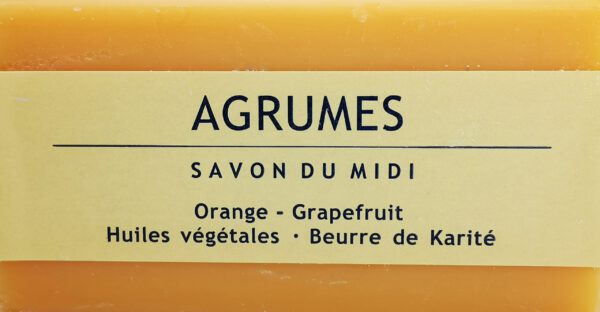 AGRUMES
SAVON DU MIDI
Orange - Grapefruit
Huiles végétales · Beurre de Karité